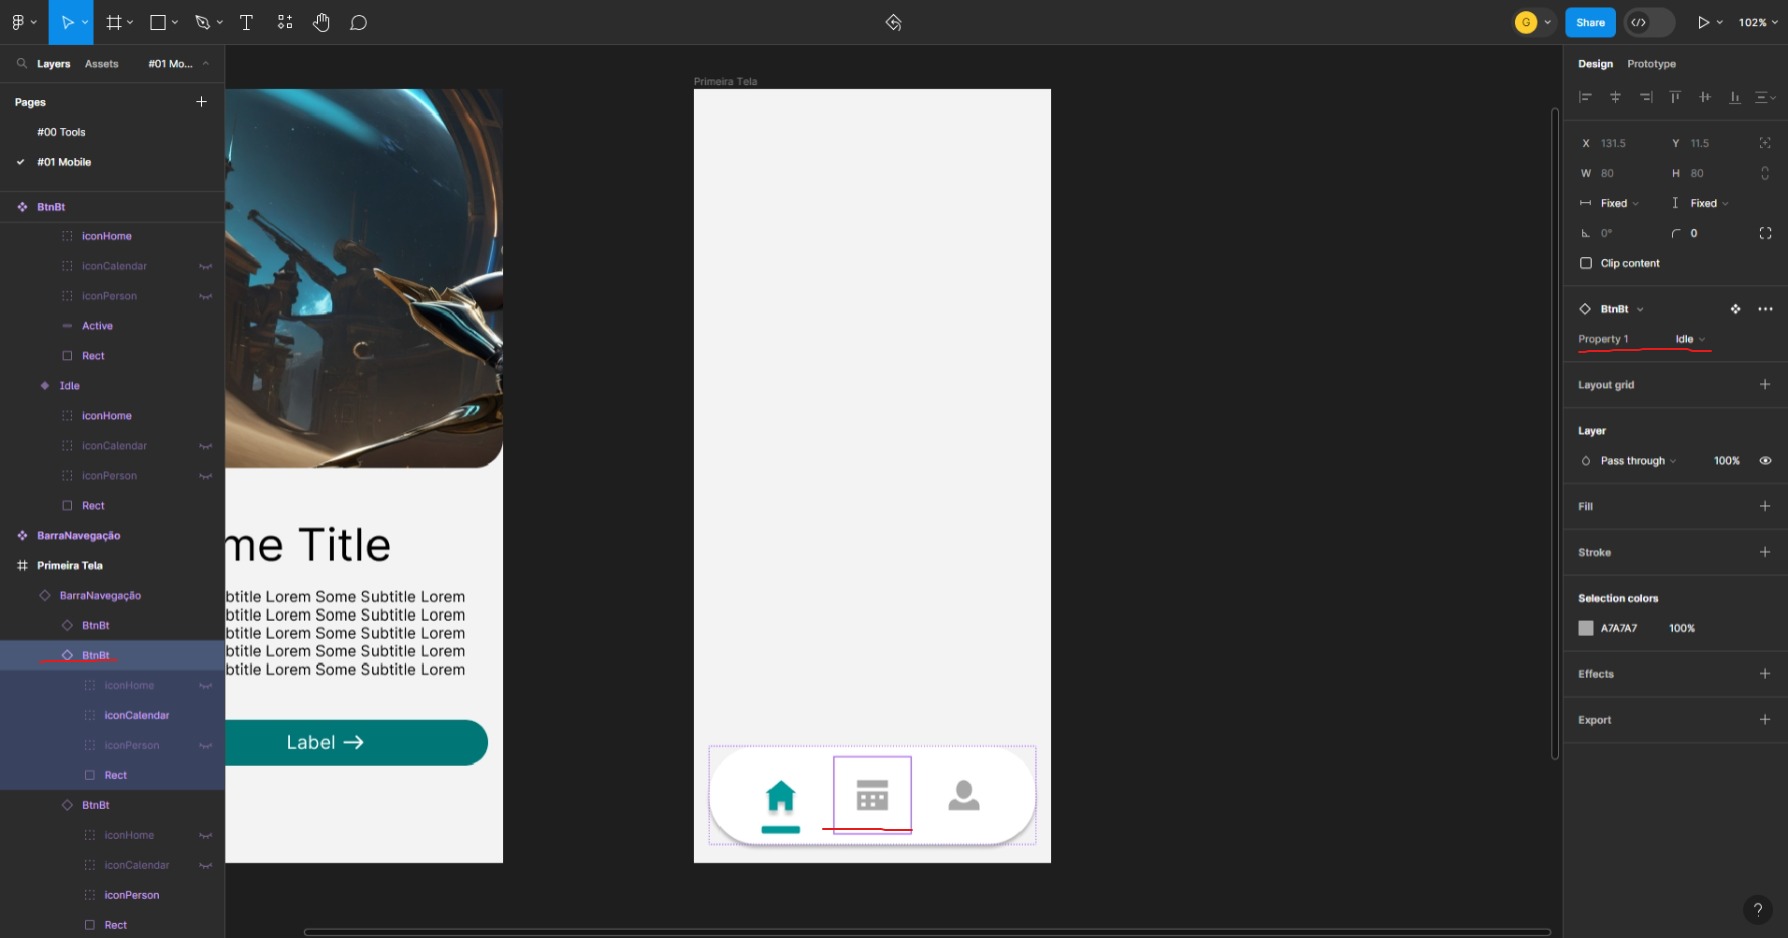 G
Share
102%
Layers
Assets
#01 Mo...
Pages
#00 Tools
#01 Mobile
BtnBt
iconHome
iconCalendar
iconPerson
Active
Rect
Idle
iconHome
iconCalendar
iconPerson
Rect
BarraNavegação
Primeira Tela
BarraNavegação
BtnBt
BtnBt
iconHome
iconCalendar
iconPerson
Rect
BtnBt
iconHome
iconCalendar
iconPerson
Rect
me Title
btitle Lorem Some Subtitle Lorem
btitle Lorem Some Subtitle Lorem
btitle Lorem Some Subtitle Lorem
btitle Lorem Some Subtitle Lorem
btitle Lorem Some Subtitle Lorem
Label →
Primeira Tela
Design
Prototype
X 131.5 Y 11.5
W 80 H 80
Fixed Fixed
0° 0
Clip content
BtnBt
Property 1 Idle
Layout grid
Layer
Pass through 100%
Fill
Stroke
Selection colors
A7A7A7 100%
Effects
Export
?